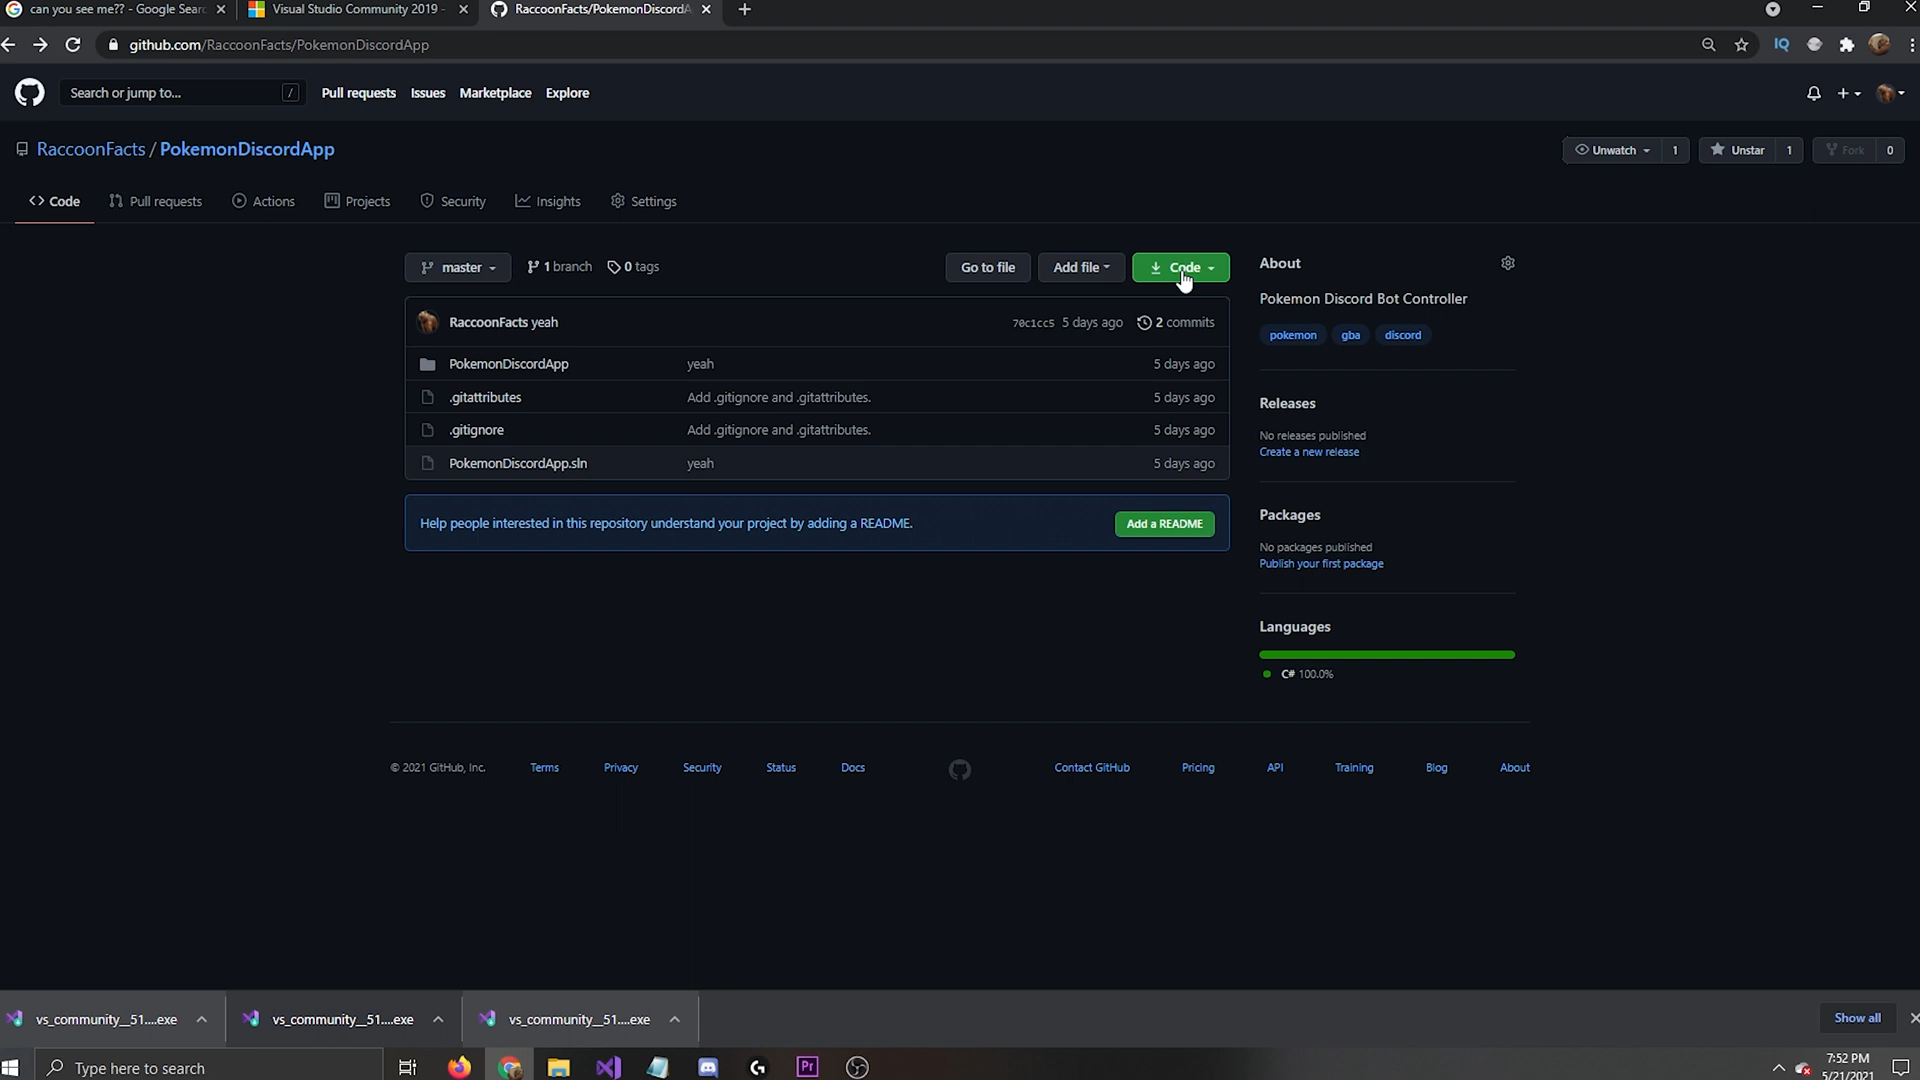 can you see me?? - Google Sear
Visual Studio Community 2019 -
RaccoonFacts/PokemonDiscordA
github.com/RaccoonFacts/PokemonDiscordApp
IQ
Search or jump to...
/
Pull requests
Issues
Marketplace
Explore
RaccoonFacts / PokemonDiscordApp
Unwatch
1
Unstar
1
Fork
0
Code
Pull requests
Actions
Projects
Security
Insights
Settings
master
1 branch
0 tags
Go to file
Add file
Code
RaccoonFacts yeah
70c1cc5 5 days ago
2 commits
PokemonDiscordApp
yeah
5 days ago
.gitattributes
Add .gitignore and .gitattributes.
5 days ago
.gitignore
Add .gitignore and .gitattributes.
5 days ago
PokemonDiscordApp.sln
yeah
5 days ago
Help people interested in this repository understand your project by adding a README.
Add a README
About
Pokemon Discord Bot Controller
pokemon
gba
discord
Releases
No releases published
Create a new release
Packages
No packages published
Publish your first package
Languages
C# 100.0%
© 2021 GitHub, Inc.
Terms
Privacy
Security
Status
Docs
Contact GitHub
Pricing
API
Training
Blog
About
vs_community__51....exe
vs_community__51....exe
vs_community__51....exe
Show all
Type here to search
Pr
7:52 PM
5/21/2021